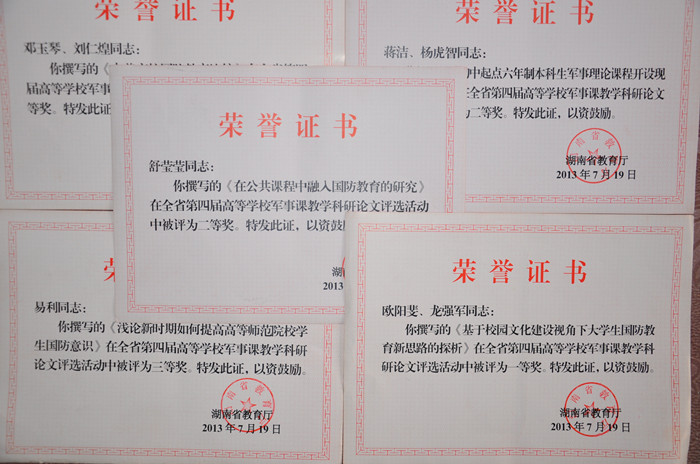 邓玉琴、刘仁煌同志：
你撰写的《
届高等学校军事
等奖。特发此证
荣誉证书
蒋洁、杨虎智同志：
中起点六年制本科生军事理论课程开设现
全省第四届高等学校军事课教学科研论文
二等奖。特发此证，以资鼓励。
湖南省教育厅
2013年7月19日
荣誉证书
舒莹莹同志：
你撰写的《在公共课程中融入国防教育的研究》
在全省第四届高等学校军事课教学科研论文评选活动
中被评为二等奖。特发此证，以资鼓励
湖
2013
易利同志：
你撰写的《浅论新时期如何提高高等师范院校学
生国防意识》在全省第四届高等学校军事课教学科研
论文评选活动中被评为三等奖。特发此证，以资鼓励。
湖南省教育厅
2013年7月19日
荣誉证书
欧阳斐、龙强军同志：
你撰写的《基于校园文化建设视角下大学生国防教
育新思路的探析》在全省第四届高等学校军事课教学科
研论文评选活动中被评为一等奖。特发此证，以资鼓励。
湖南省教育厅
2013年7月19日